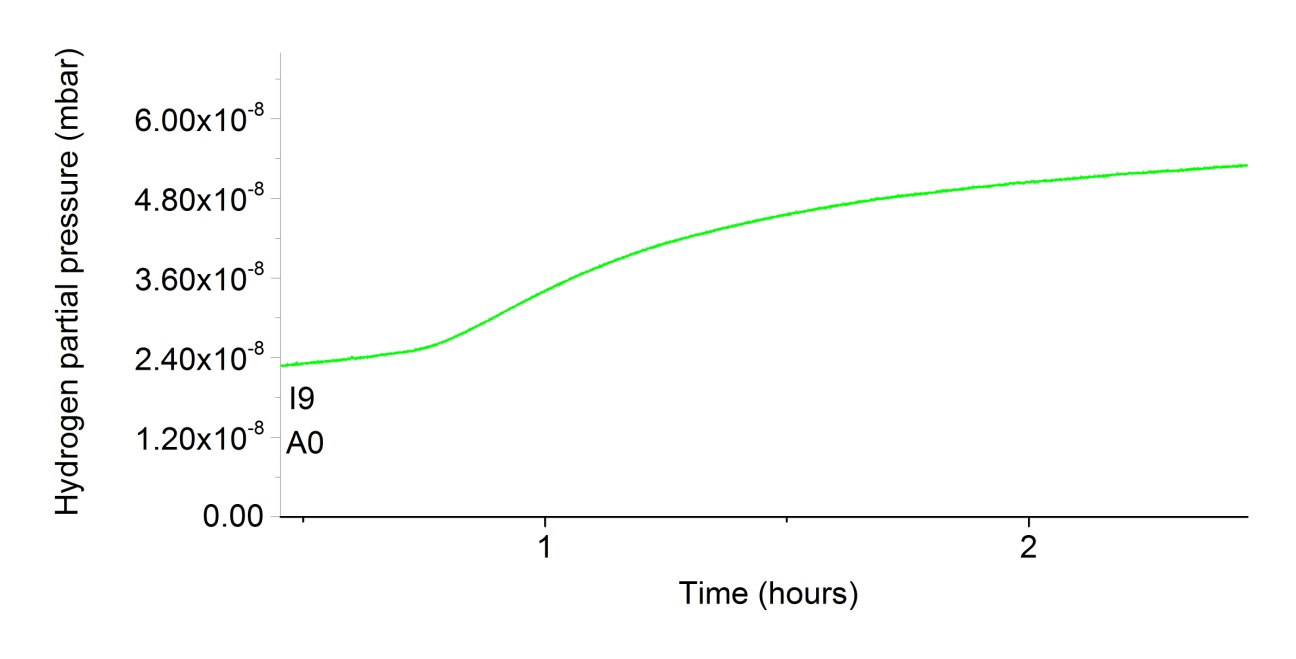 Hydrogen partial pressure (mbar)
6.00x10⁻⁸
4.80x10⁻⁸
3.60x10⁻⁸
2.40x10⁻⁸
I9
1.20x10⁻⁸
A0
0.00
1
2
Time (hours)